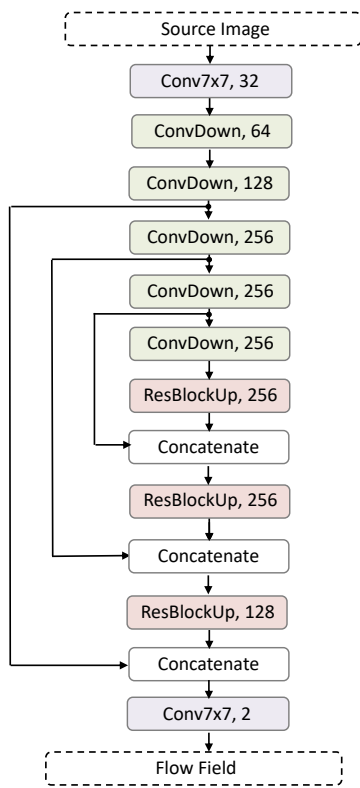 Source Image
Conv7x7, 32
ConvDown, 64
ConvDown, 128
ConvDown, 256
ConvDown, 256
ConvDown, 256
ResBlockUp, 256
Concatenate
ResBlockUp, 256
Concatenate
ResBlockUp, 128
Concatenate
Conv7x7, 2
Flow Field